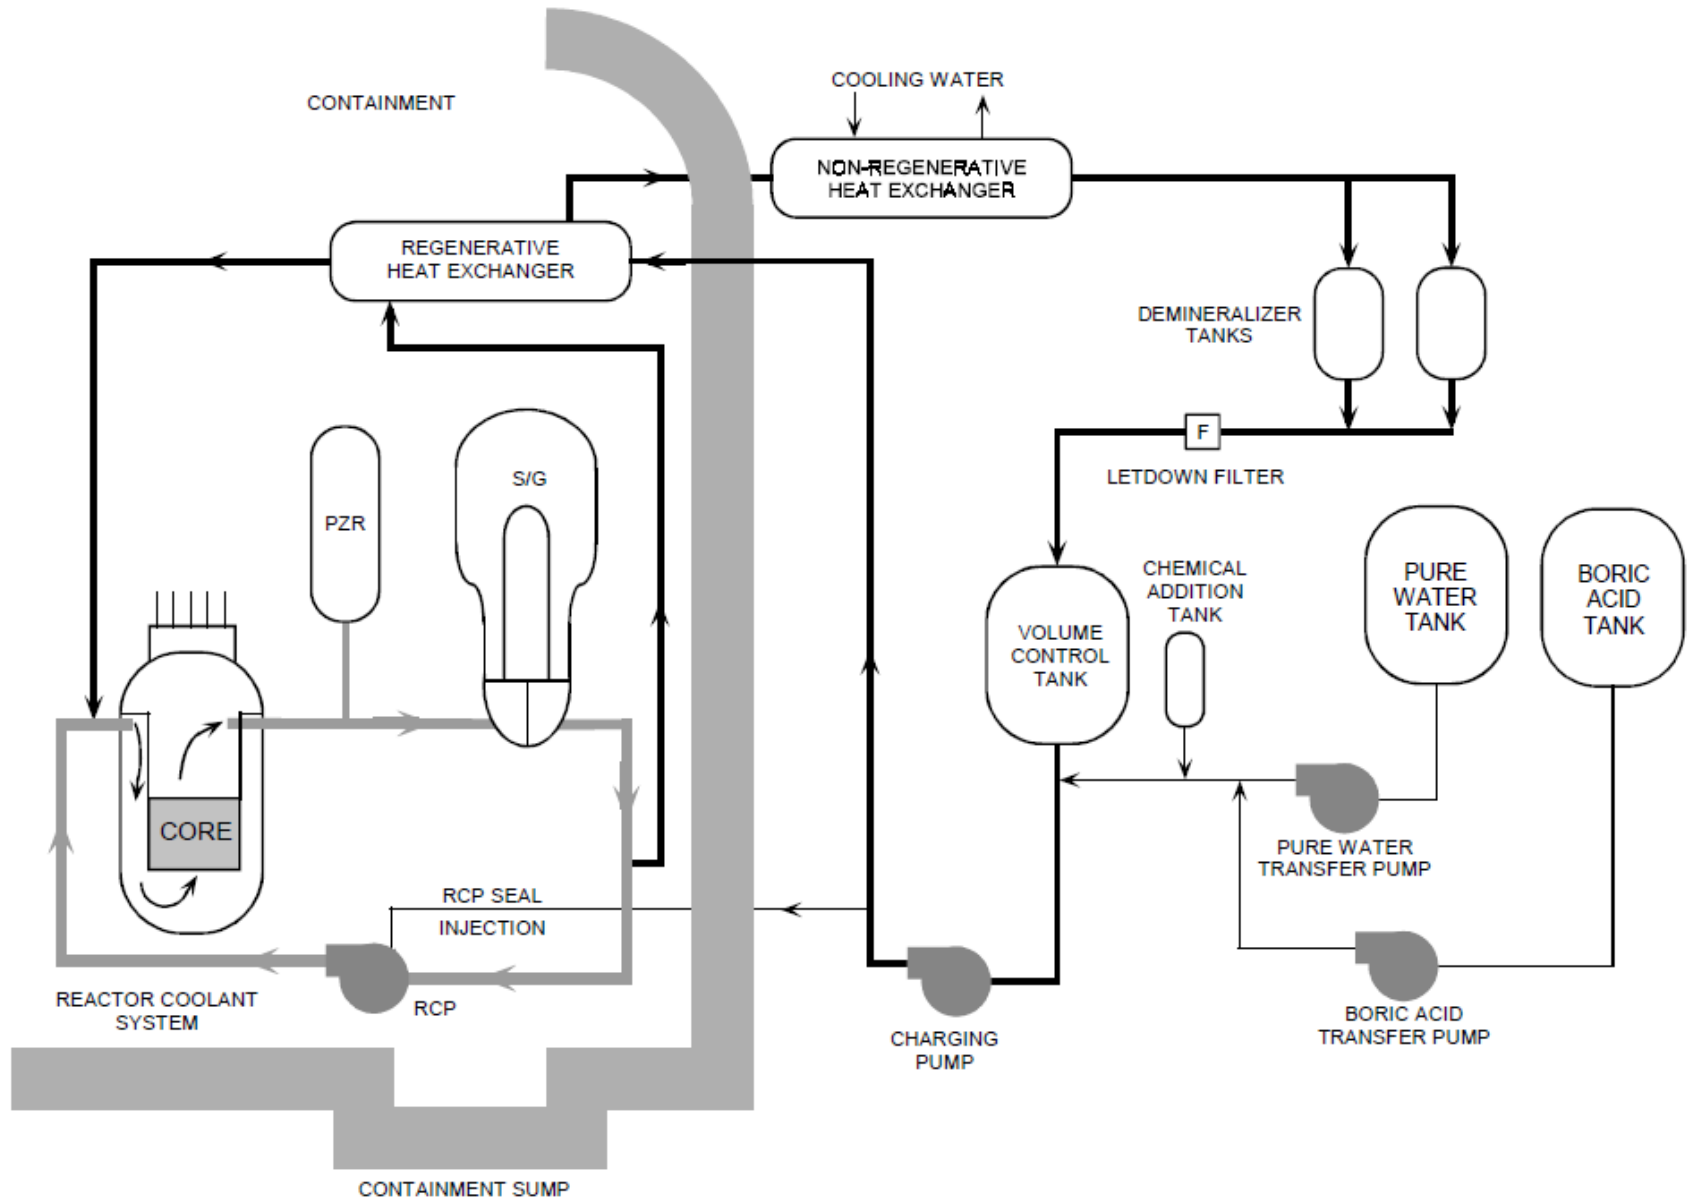 COOLING WATER
CONTAINMENT
NON-REGENERATIVE
HEAT EXCHANGER
REGENERATIVE
HEAT EXCHANGER
DEMINERALIZER
TANKS
F
LETDOWN FILTER
S/G
PZR
CHEMICAL
ADDITION
TANK
PURE
WATER
TANK
BORIC
ACID
TANK
VOLUME
CONTROL
TANK
CORE
PURE WATER
TRANSFER PUMP
RCP SEAL
INJECTION
REACTOR COOLANT
SYSTEM
RCP
CHARGING
PUMP
BORIC ACID
TRANSFER PUMP
CONTAINMENT SUMP